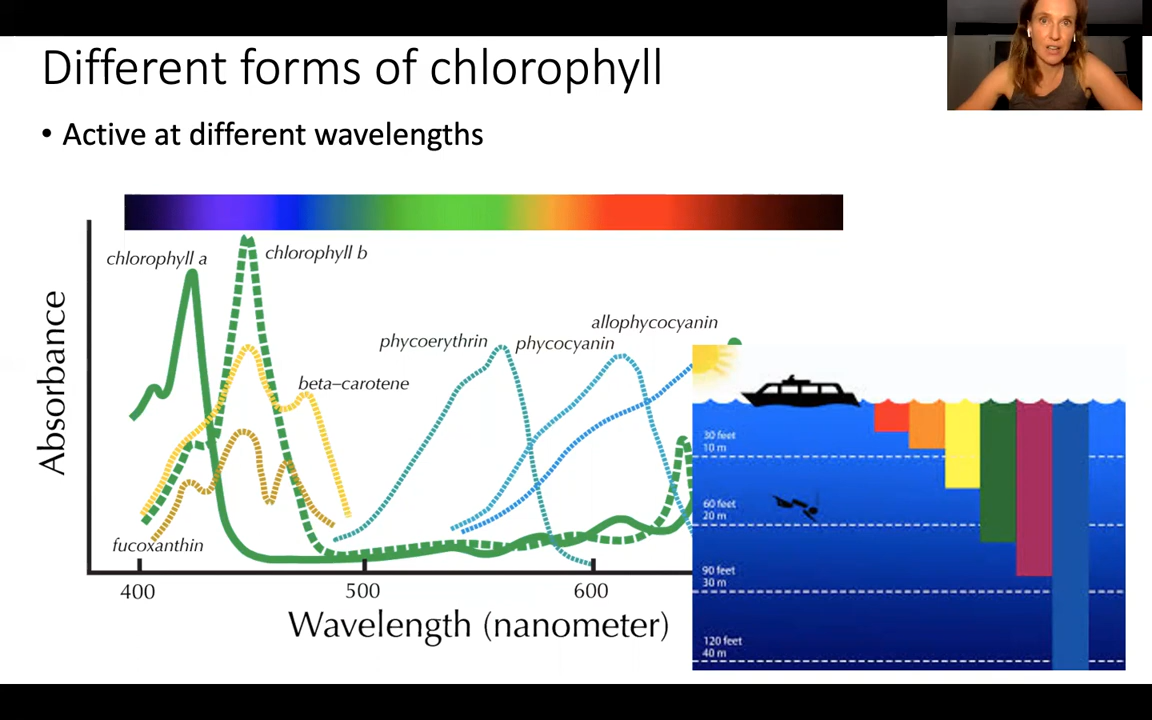 Different forms of chlorophyll
• Active at different wavelengths
chlorophyll a
chlorophyll b
allophycocyanin
phycoerythrin
phycocyanin
beta–carotene
fucoxanthin
Absorbance
400
500
600
Wavelength (nanometer)
30 feet
10 m
60 feet
20 m
90 feet
30 m
120 feet
40 m